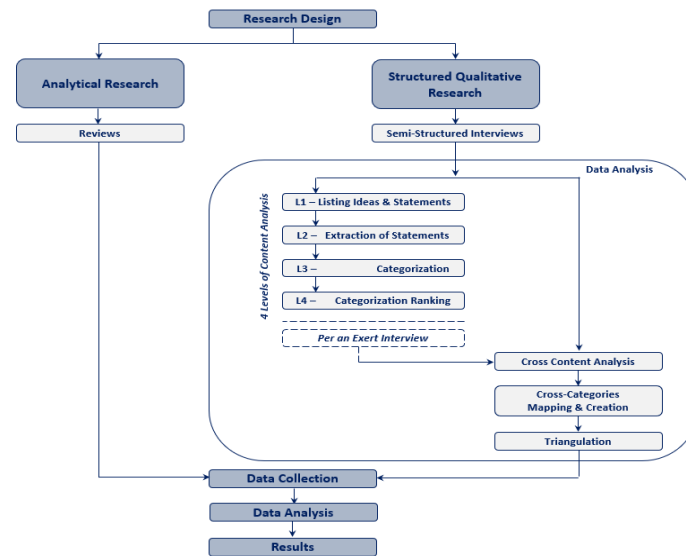 Research Design
Analytical Research
Structured Qualitative
Research
Reviews
Semi-Structured Interviews
Data Analysis
4 Levels of Content Analysis
L1 – Listing Ideas & Statements
L2 – Extraction of Statements
L3 – Categorization
L4 – Categorization Ranking
Per an Exert Interview
Cross Content Analysis
Cross-Categories
Mapping & Creation
Triangulation
Data Collection
Data Analysis
Results